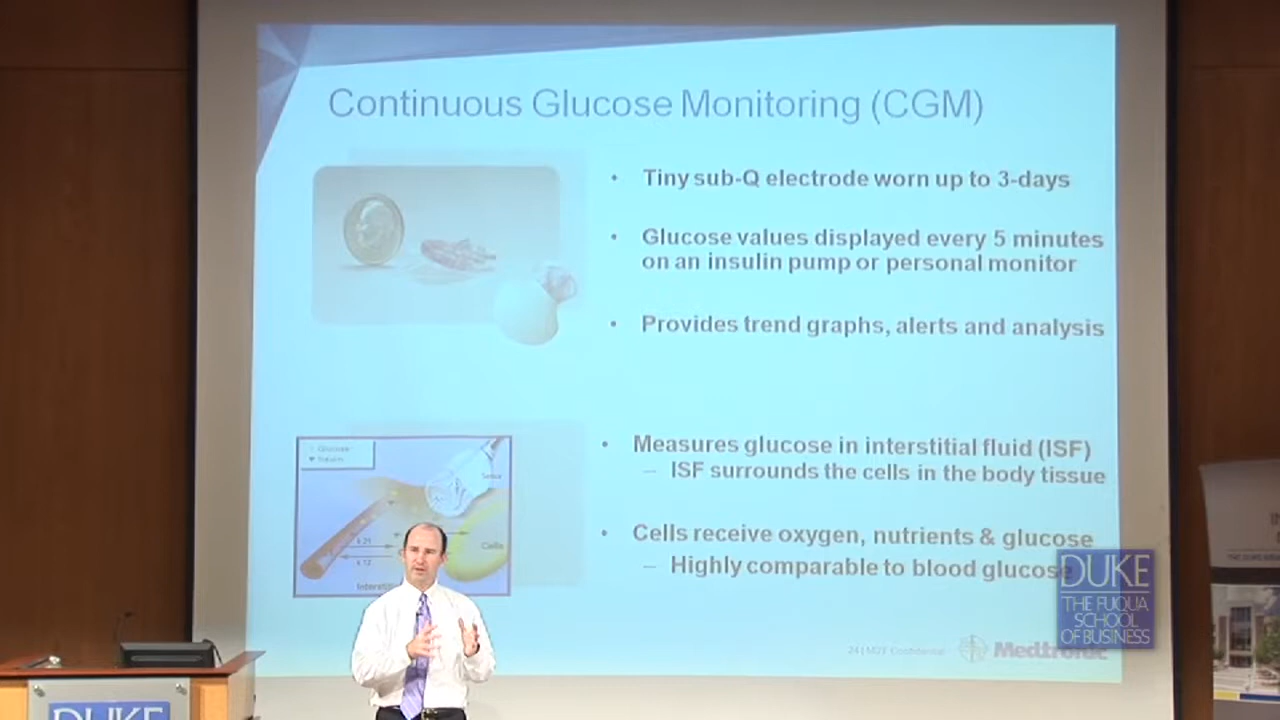 Continuous Glucose Monitoring (CGM)
• Tiny sub-Q electrode worn up to 3-days
• Glucose values displayed every 5 minutes
on an insulin pump or personal monitor
• Provides trend graphs, alerts and analysis
Glucose
Cells
• Measures glucose in interstitial fluid (ISF)
– ISF surrounds the cells in the body tissue
• Cells receive oxygen, nutrients & glucose
– Highly comparable to blood glucose
Confidential
Medtronic
DUKE
THE FUQUA
SCHOOL
OF BUSINESS
DUKE